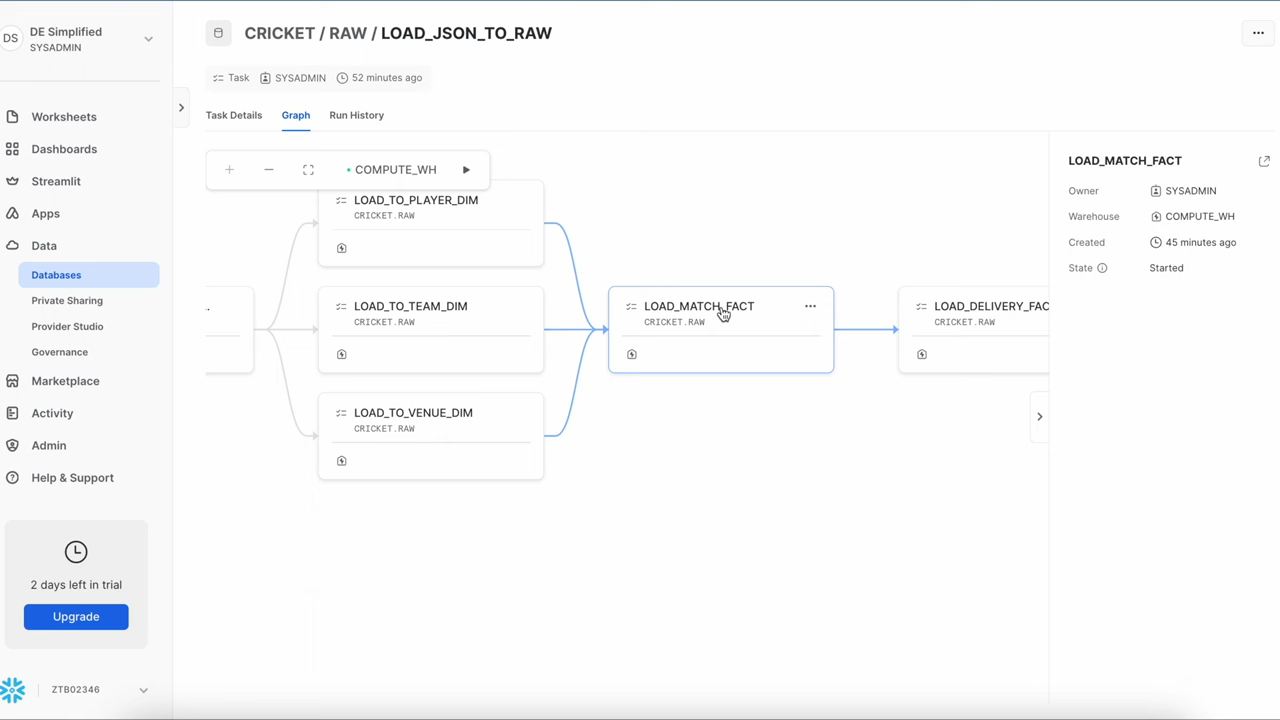 DS
DE Simplified
SYSADMIN
Worksheets
Dashboards
Streamlit
Apps
Data
Databases
Private Sharing
Provider Studio
Governance
Marketplace
Activity
Admin
Help & Support
2 days left in trial
Upgrade
ZTB02346
CRICKET / RAW / LOAD_JSON_TO_RAW
...
Task SYSADMIN 52 minutes ago
Task Details Graph Run History
COMPUTE_WH
LOAD_TO_PLAYER_DIM
CRICKET.RAW
LOAD_TO_TEAM_DIM
CRICKET.RAW
LOAD_TO_VENUE_DIM
CRICKET.RAW
LOAD_MATCH_FACT ...
CRICKET.RAW
LOAD_DELIVERY_FAC
CRICKET.RAW
LOAD_MATCH_FACT
Owner SYSADMIN
Warehouse COMPUTE_WH
Created 45 minutes ago
State Started